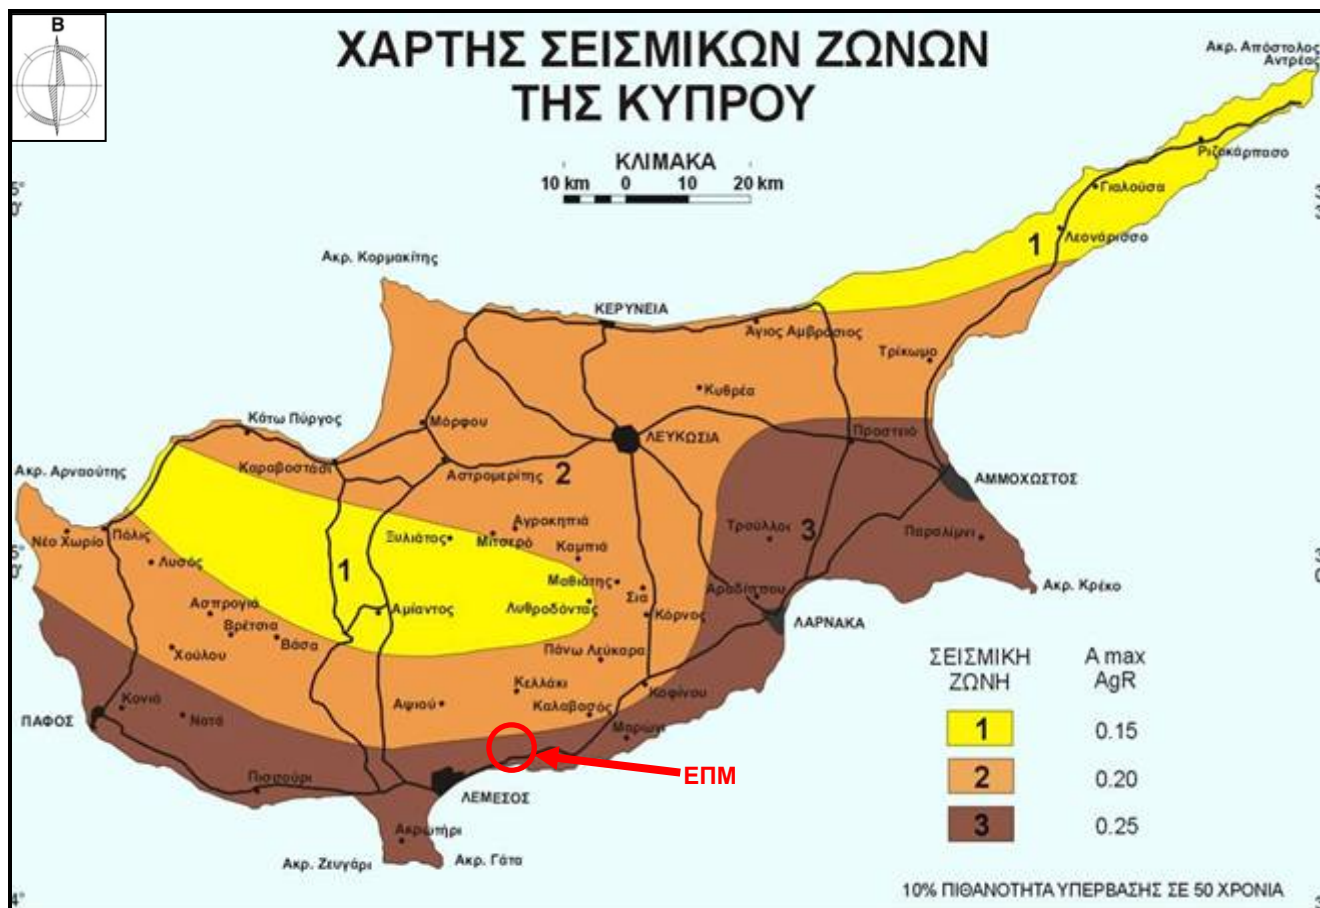 Β
ΧΑΡΤΗΣ ΣΕΙΣΜΙΚΩΝ ΖΩΝΩΝ
ΤΗΣ ΚΥΠΡΟΥ
ΚΛΙΜΑΚΑ
10 km 0 10 20 km
Ακρ. Απόστολος
Αντρέας
Ριζοκάρπασο
Γιαλούσα
Λεονάρισσο
1
Ακρ. Κορμακίτης
ΚΕΡΥΝΕΙΑ
Άγιος Αμβρόσιος
Τρίκωμο
Κυθρέα
Κάτω Πύργος
Μόρφου
ΛΕΥΚΩΣΙΑ
Προστειό
Καραβοστάσι
Αστρομερίτης
2
ΑΜΜΟΧΩΣΤΟΣ
Ακρ. Αρναούτης
Νέο Χωρίο
Πόλις
Λυσός
Ξυλιάτος
Αγροκηπιά
Μιτσερό
Καμπιά
Τρούλλοι
3
Παραλίμνι
1
Μαθιάτης
Σια
Αραδίππου
Ακρ. Κρέκο
Ασπρογιά
Βρέτσια
Βάσα
Χούλου
Αμίαντος
Λυθροδόντας
Κόρνος
ΛΑΡΝΑΚΑ
Πάνω Λεύκαρα
Κελλάκι
Κοφίνου
Αψιού
Καλαβασός
Μαρώνι
Κονιά
Νατά
ΠΑΦΟΣ
Πισσούρι
ΛΕΜΕΣΟΣ
ΕΠΜ
Ακρωτήρι
Ακρ. Ζευγάρι
Ακρ. Γάτα
ΣΕΙΣΜΙΚΗ
ΖΩΝΗ
A max
AgR
1 0.15
2 0.20
3 0.25
10% ΠΙΘΑΝΟΤΗΤΑ ΥΠΕΡΒΑΣΗΣ ΣΕ 50 ΧΡΟΝΙΑ